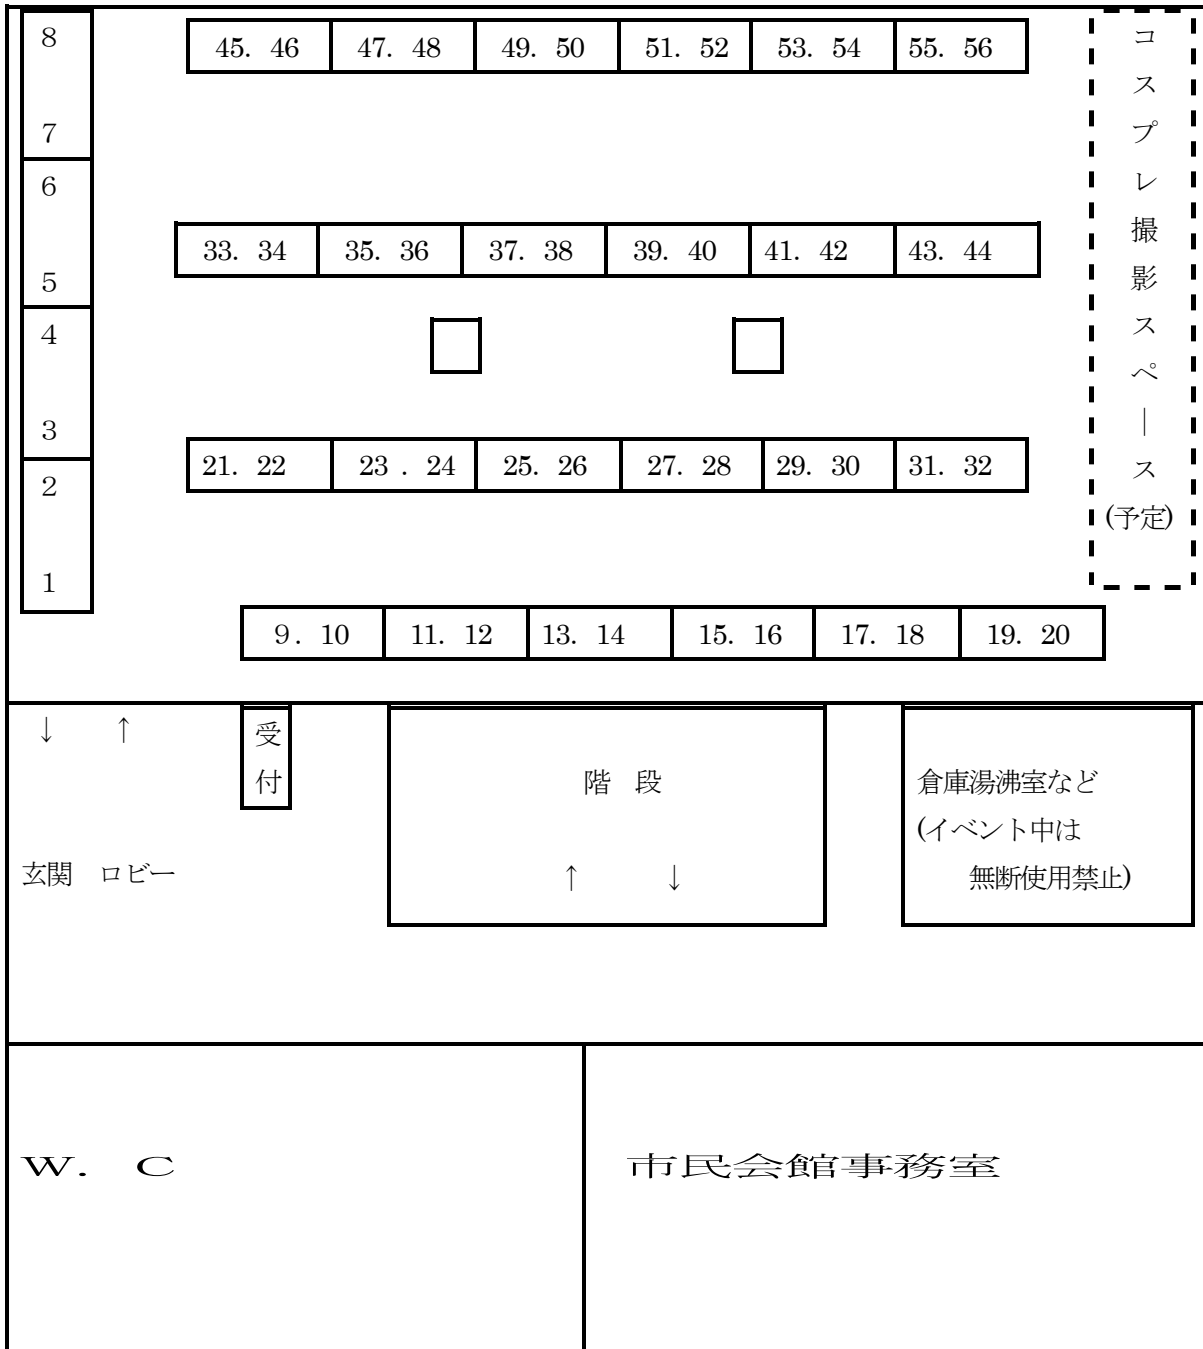 8
7
6
5
4
3
2
1
45. 46 47. 48 49. 50 51. 52 53. 54 55. 56
33. 34 35. 36 37. 38 39. 40 41. 42 43. 44
21. 22 23 . 24 25. 26 27. 28 29. 30 31. 32
9. 10 11. 12 13. 14 15. 16 17. 18 19. 20
コスプレ撮影スペース
(予定)
↓ ↑
受付
階 段
↑ ↓
倉庫湯沸室など
(イベント中は
無断使用禁止)
玄関 ロビー
W. C
市民会館事務室